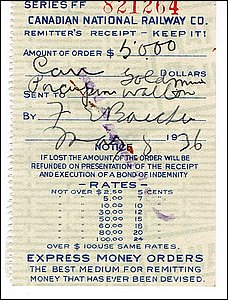 SERIES FF 821264
CANADIAN NATIONAL RAILWAY CO.
REMITTER'S RECEIPT - KEEP IT!
AMOUNT OF ORDER $ 5.000
DOLLARS
SENT TO
BY
19 36
NOTICE
IF LOST THE AMOUNT OF THE ORDER WILL BE
REFUNDED ON PRESENTATION OF THE RECEIPT
AND EXECUTION OF A BOND OF INDEMNITY
- RATES -
NOT OVER $ 2.50 5 CENTS
5.00 7 "
10.00 10 "
30.00 12 "
50.00 15 "
60.00 18 "
80.00 20 "
100.00 24 "
OVER $100 USE SAME RATES.
EXPRESS MONEY ORDERS
THE BEST MEDIUM FOR REMITTING
MONEY THAT HAS EVER BEEN DEVISED.